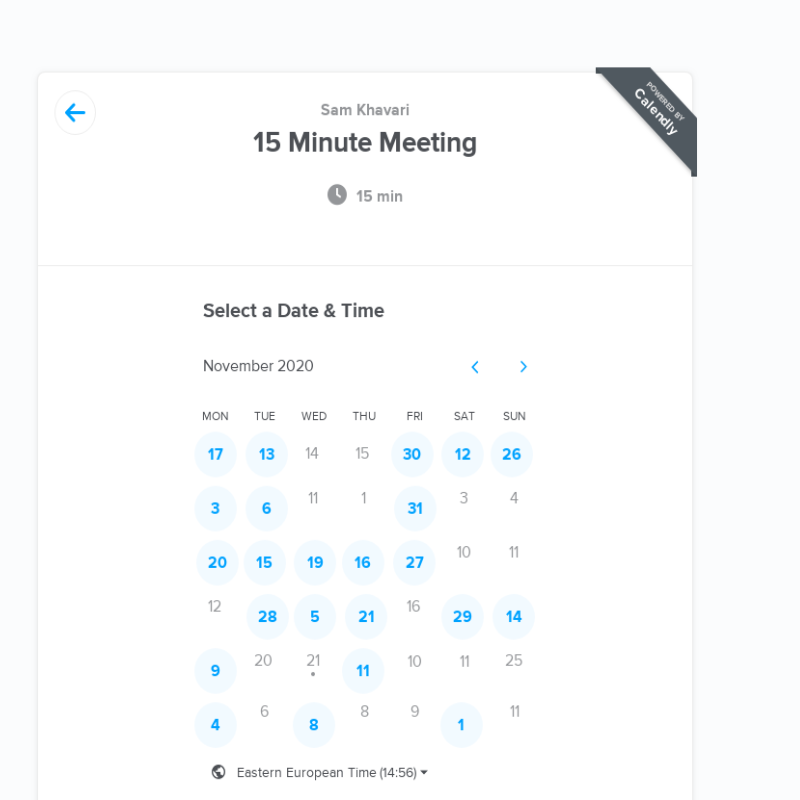 Sam Khavari
POWERED BY
Calendly
15 Minute Meeting
15 min
Select a Date & Time
November 2020
MON TUE WED THU FRI SAT SUN
17 13 14 15 30 12 26
3 6 11 1 31 3 4
20 15 19 16 27 10 11
12 28 5 21 16 29 14
9 20 21 11 10 11 25
4 6 8 8 9 1 11
Eastern European Time (14:56)